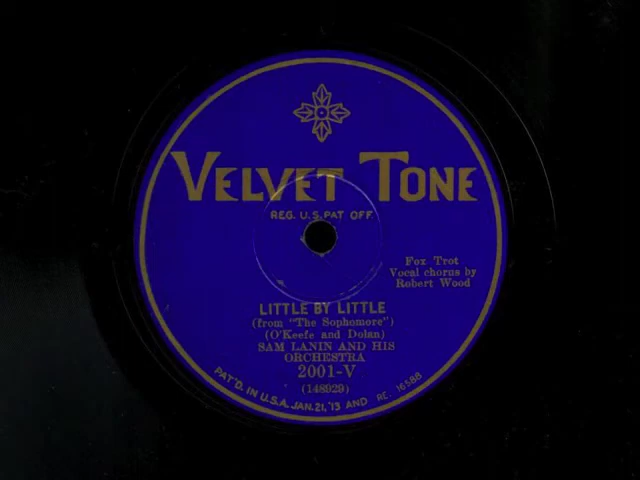 VELVET TONE
REG. U.S. PAT OFF.
Fox Trot
Vocal chorus by
Robert Wood
LITTLE BY LITTLE
(from "The Sophomore")
(O'Keefe and Dolan)
SAM LANIN AND HIS
ORCHESTRA
2001-V
(148929)
PAT'D. IN U.S.A. JAN. 21, '13 AND RE. 16588